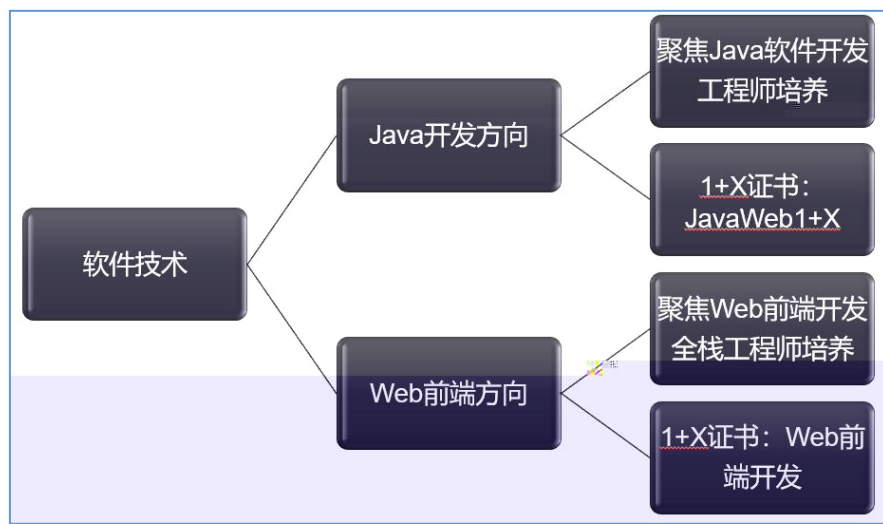 软件技术
Java开发方向
聚焦Java软件开发
工程师培养
1+X证书：
JavaWeb1+X
Web前端方向
聚焦Web前端开发
全栈工程师培养
1+X证书：Web前
端开发